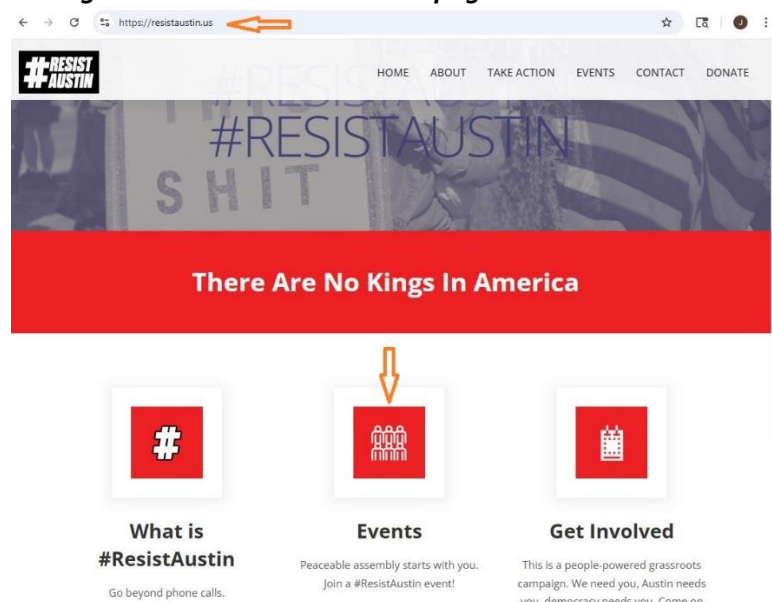 https://resistaustin.us
J
#RESIST
AUSTIN
HOME ABOUT TAKE ACTION EVENTS CONTACT DONATE
#RESISTAUSTIN
SHIT
There Are No Kings In America
#
What is
#ResistAustin
Go beyond phone calls.
Events
Peaceable assembly starts with you.
Join a #ResistAustin event!
Get Involved
This is a people-powered grassroots
campaign. We need you, Austin needs
you, democracy needs you. Come on